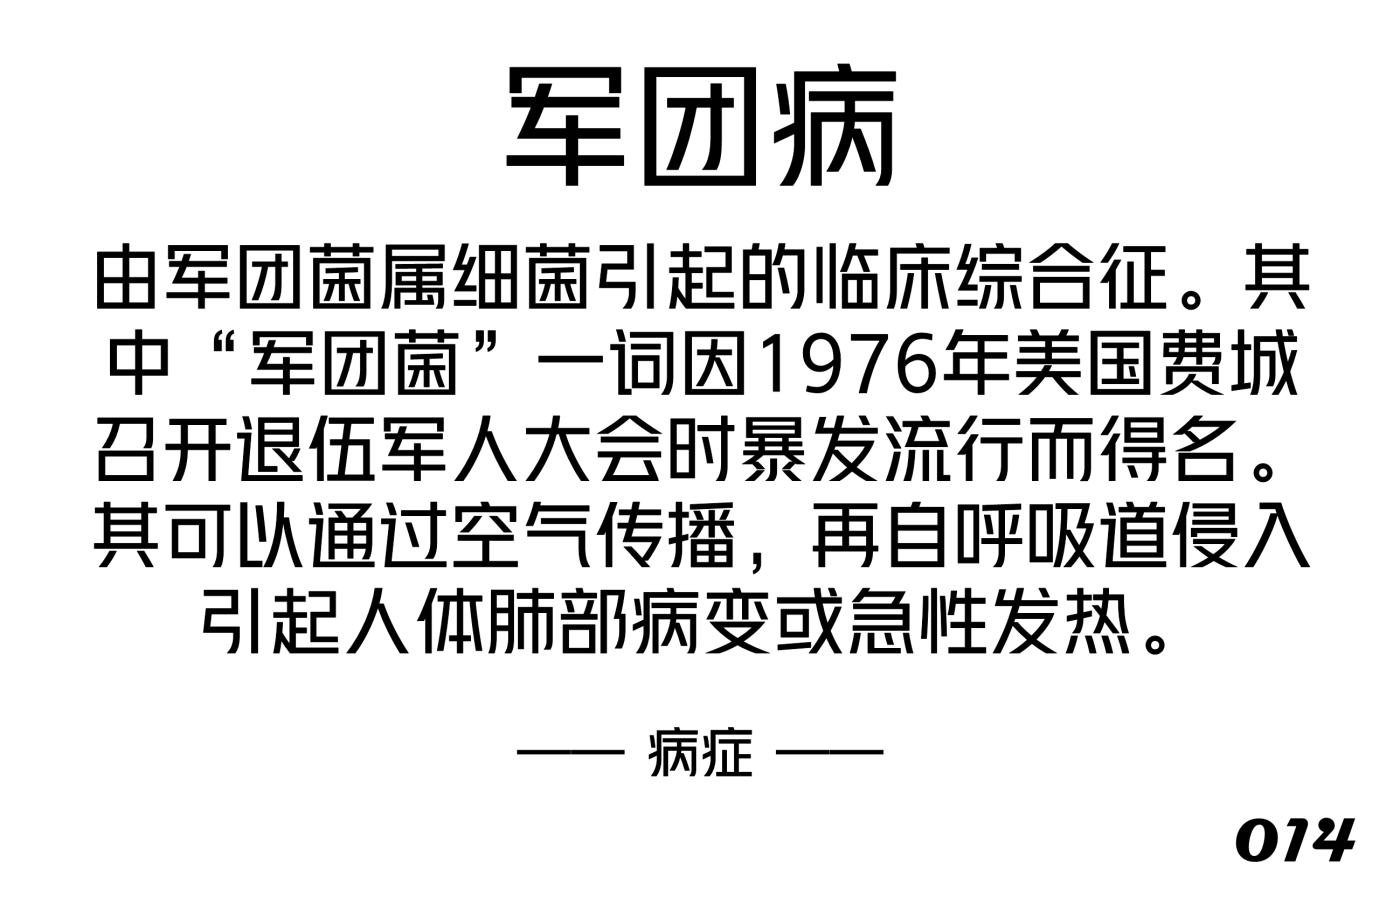 军团病
由军团菌属细菌引起的临床综合征。其
中“军团菌”一词因1976年美国费城
召开退伍军人大会时暴发流行而得名。
其可以通过空气传播，再自呼吸道侵入
引起人体肺部病变或急性发热。
—— 病症 ——
014